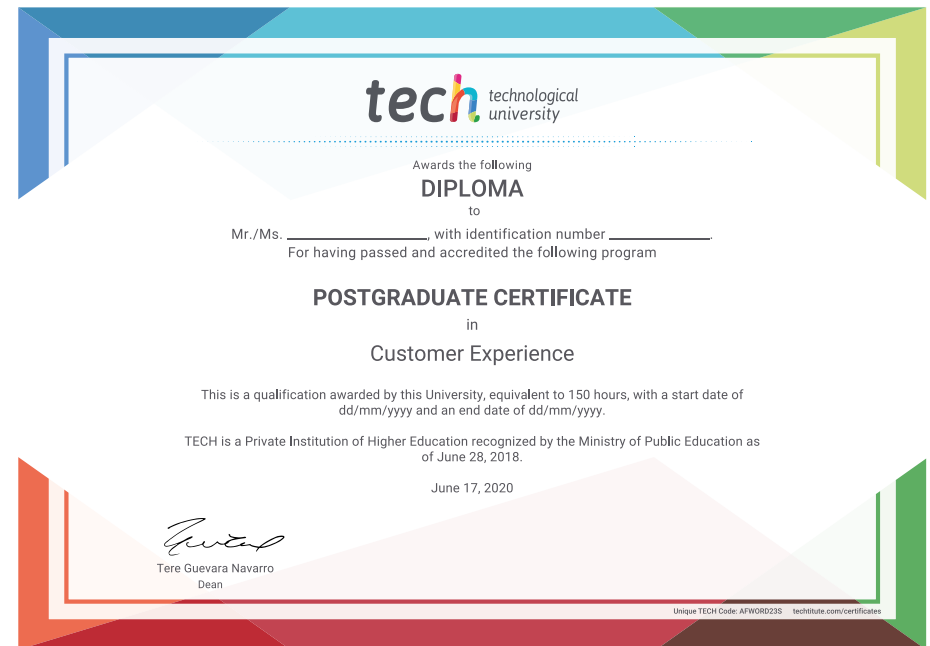 tech technological
university
Awards the following
DIPLOMA
to
Mr./Ms. ____________________, with identification number ______________.
For having passed and accredited the following program
POSTGRADUATE CERTIFICATE
in
Customer Experience
This is a qualification awarded by this University, equivalent to 150 hours, with a start date of
dd/mm/yyyy and an end date of dd/mm/yyyy.
TECH is a Private Institution of Higher Education recognized by the Ministry of Public Education as
of June 28, 2018.
June 17, 2020
Tere Guevara Navarro
Dean
Unique TECH Code: AFWORD23S techtitute.com/certificates